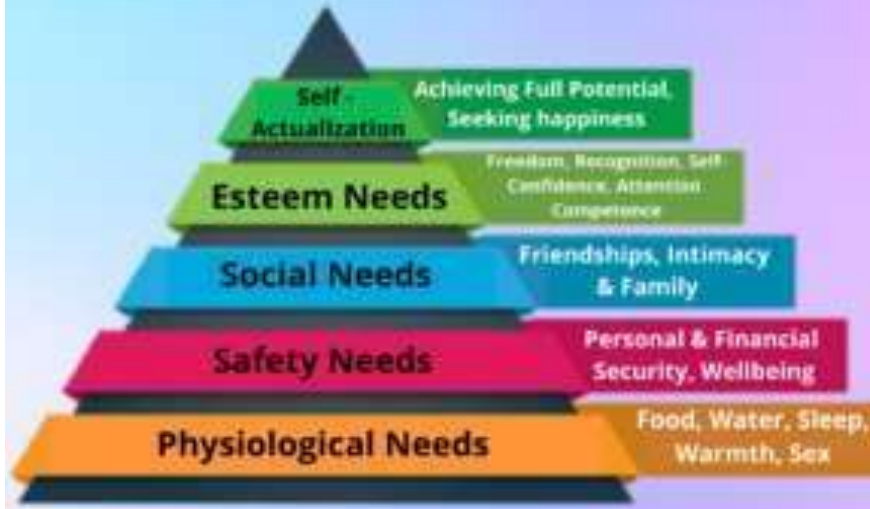 Self -
Actualization
Achieving Full Potential,
Seeking happiness
Esteem Needs
Freedom, Recognition, Self
Confidence, Attention
Competence
Social Needs
Friendships, Intimacy
& Family
Safety Needs
Personal & Financial
Security, Wellbeing
Physiological Needs
Food, Water, Sleep,
Warmth, Sex